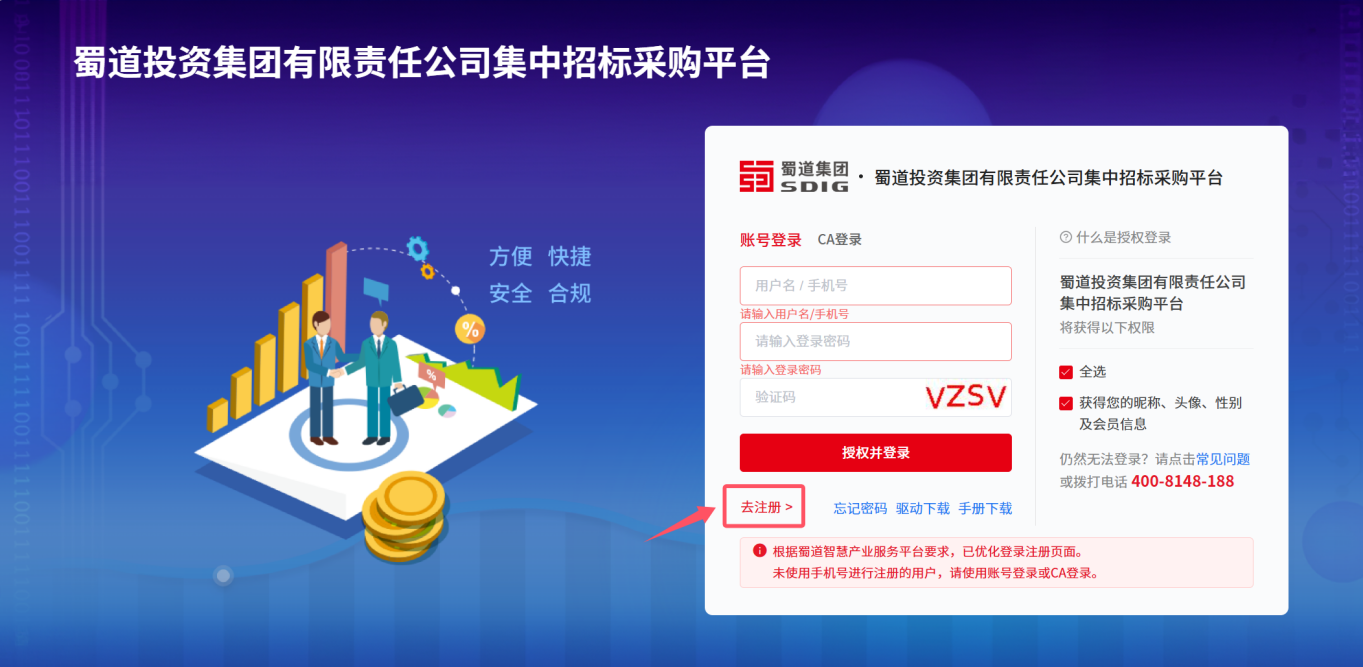 蜀道投资集团有限责任公司集中招标采购平台
方便 快捷
安全 合规
%
%
蜀道集团
SDIG
· 蜀道投资集团有限责任公司集中招标采购平台
账号登录 CA登录
用户名 / 手机号
请输入用户名/手机号
请输入登录密码
请输入登录密码
验证码 VZSV
授权并登录
去注册 > 忘记密码 驱动下载 手册下载
什么是授权登录
蜀道投资集团有限责任公司
集中招标采购平台
将获得以下权限
全选
获得您的昵称、头像、性别
及会员信息
仍然无法登录？请点击常见问题
或拨打电话 400-8148-188
根据蜀道智慧产业服务平台要求，已优化登录注册页面。
未使用手机号进行注册的用户，请使用账号登录或CA登录。